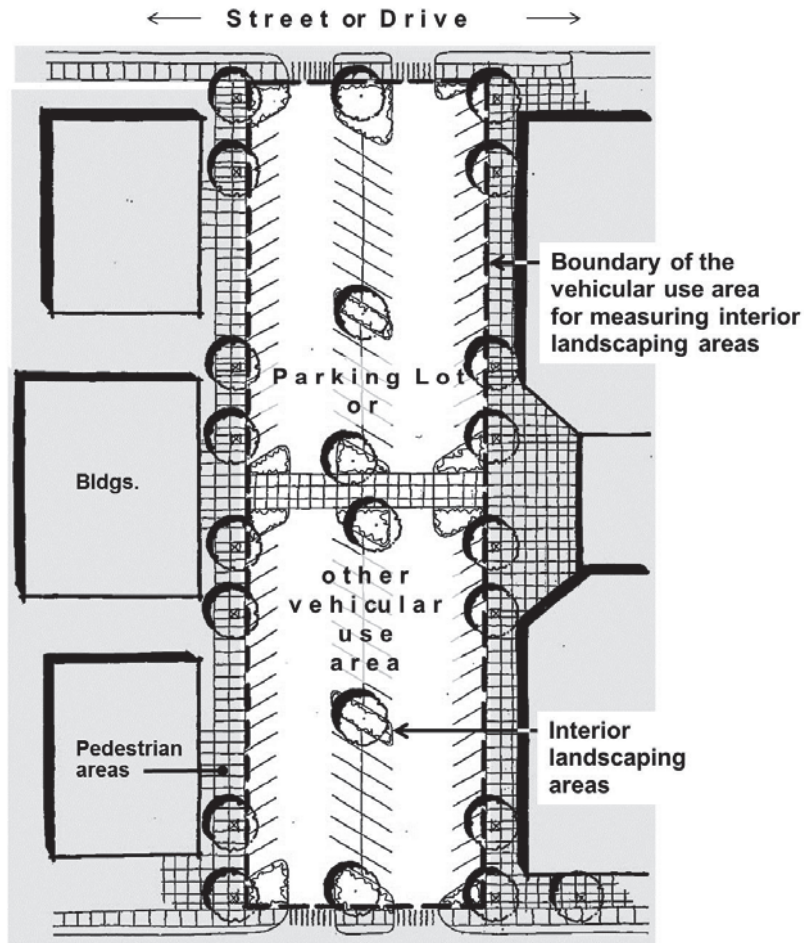 Street or Drive
Boundary of the
vehicular use area
for measuring interior
landscaping areas
Parking Lot
or
Bldgs.
other
vehicular
use
area
Interior
landscaping
areas
Pedestrian
areas